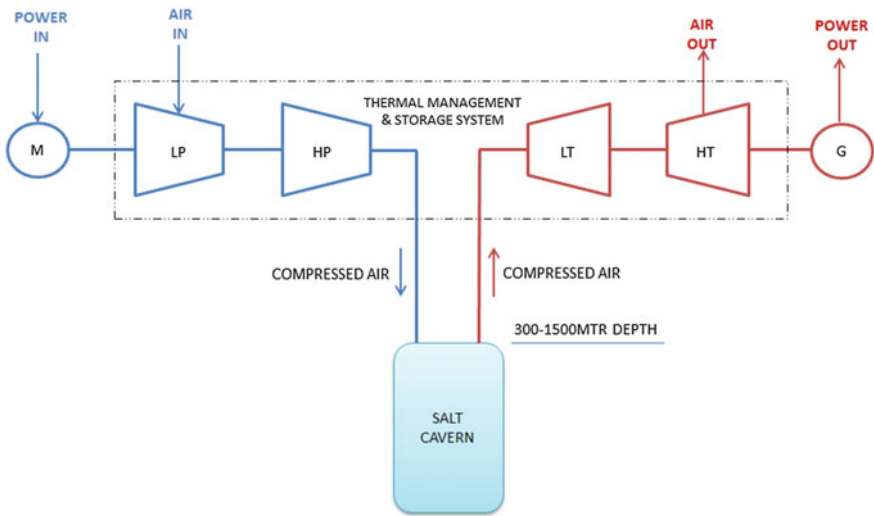 POWER
IN
AIR
IN
AIR
OUT
POWER
OUT
THERMAL MANAGEMENT
& STORAGE SYSTEM
M
LP
HP
LT
HT
G
COMPRESSED AIR
COMPRESSED AIR
300-1500MTR DEPTH
SALT
CAVERN